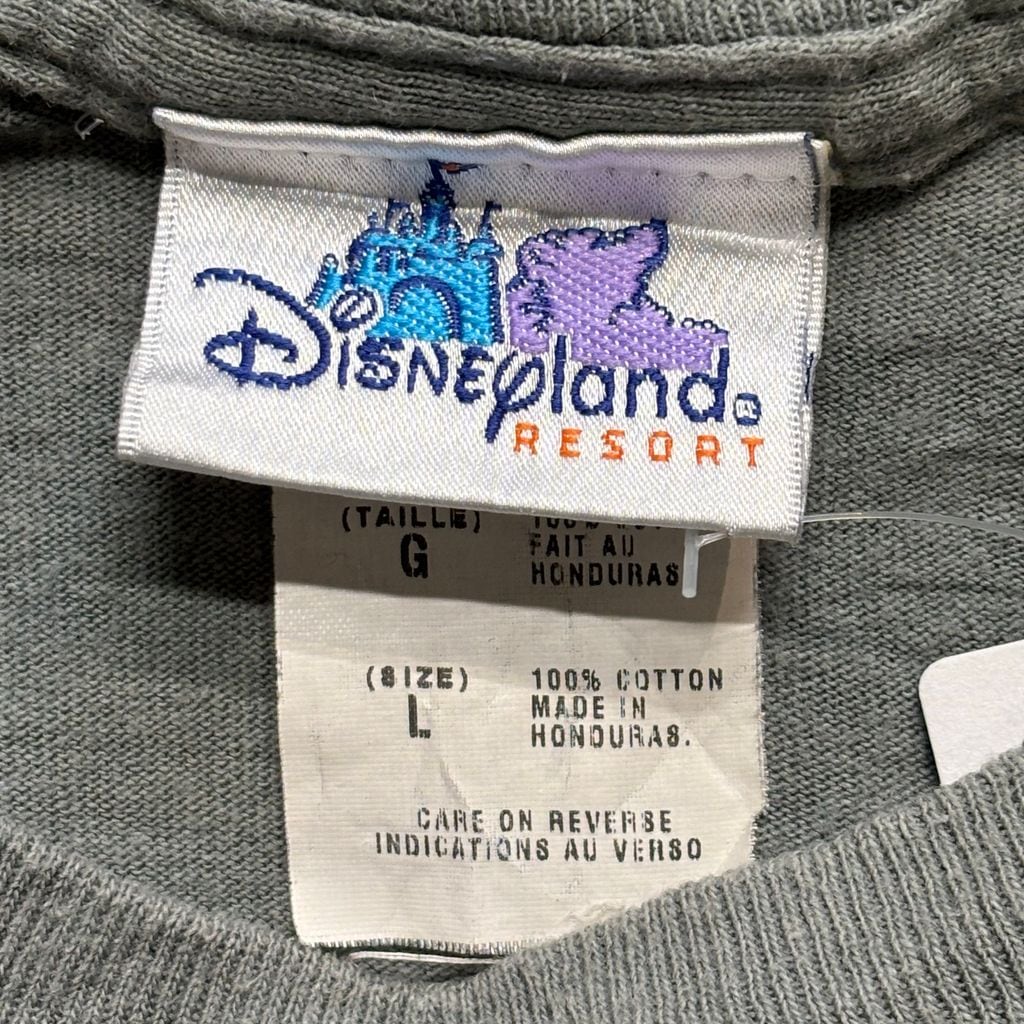 Disneyland
RESORT
(TAILLE)
G
FAIT AU
HONDURAS
(SIZE)
L
100% COTTON
MADE IN
HONDURAS.
CARE ON REVERSE
INDICATIONS AU VERSO